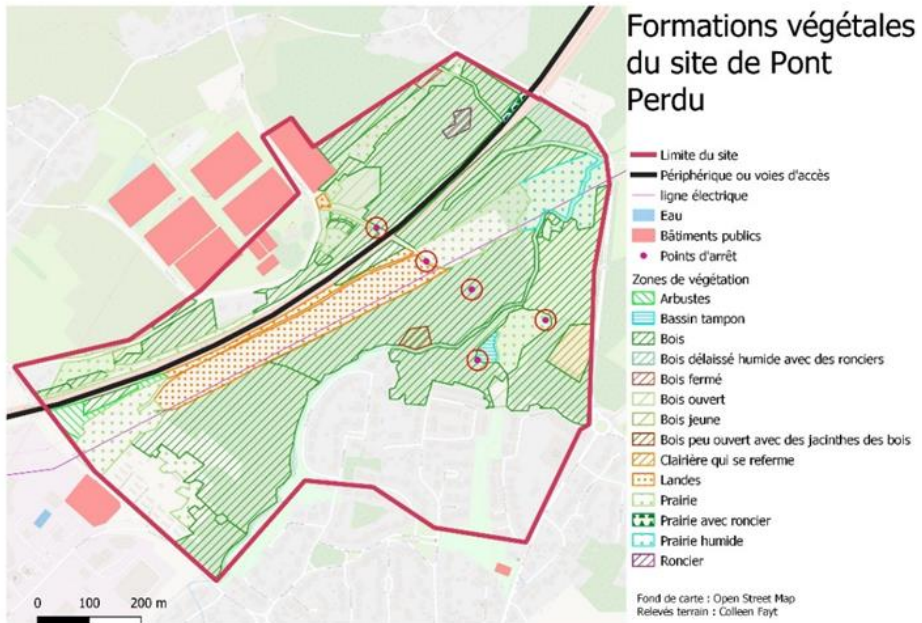 Formations végétales
du site de Pont
Perdu
Limite du site
Périphérique ou voies d'accès
ligne électrique
Eau
Bâtiments publics
Points d'arrêt
Zones de végétation
Arbustes
Bassin tampon
Bois
Bois délaissé humide avec des ronciers
Bois fermé
Bois ouvert
Bois jeune
Bois peu ouvert avec des jacinthes des bois
Clairière qui se referme
Landes
Prairie
Prairie avec roncier
Prairie humide
Roncier
0 100 200 m
Fond de carte : Open Street Map
Relevés terrain : Colleen Fayt